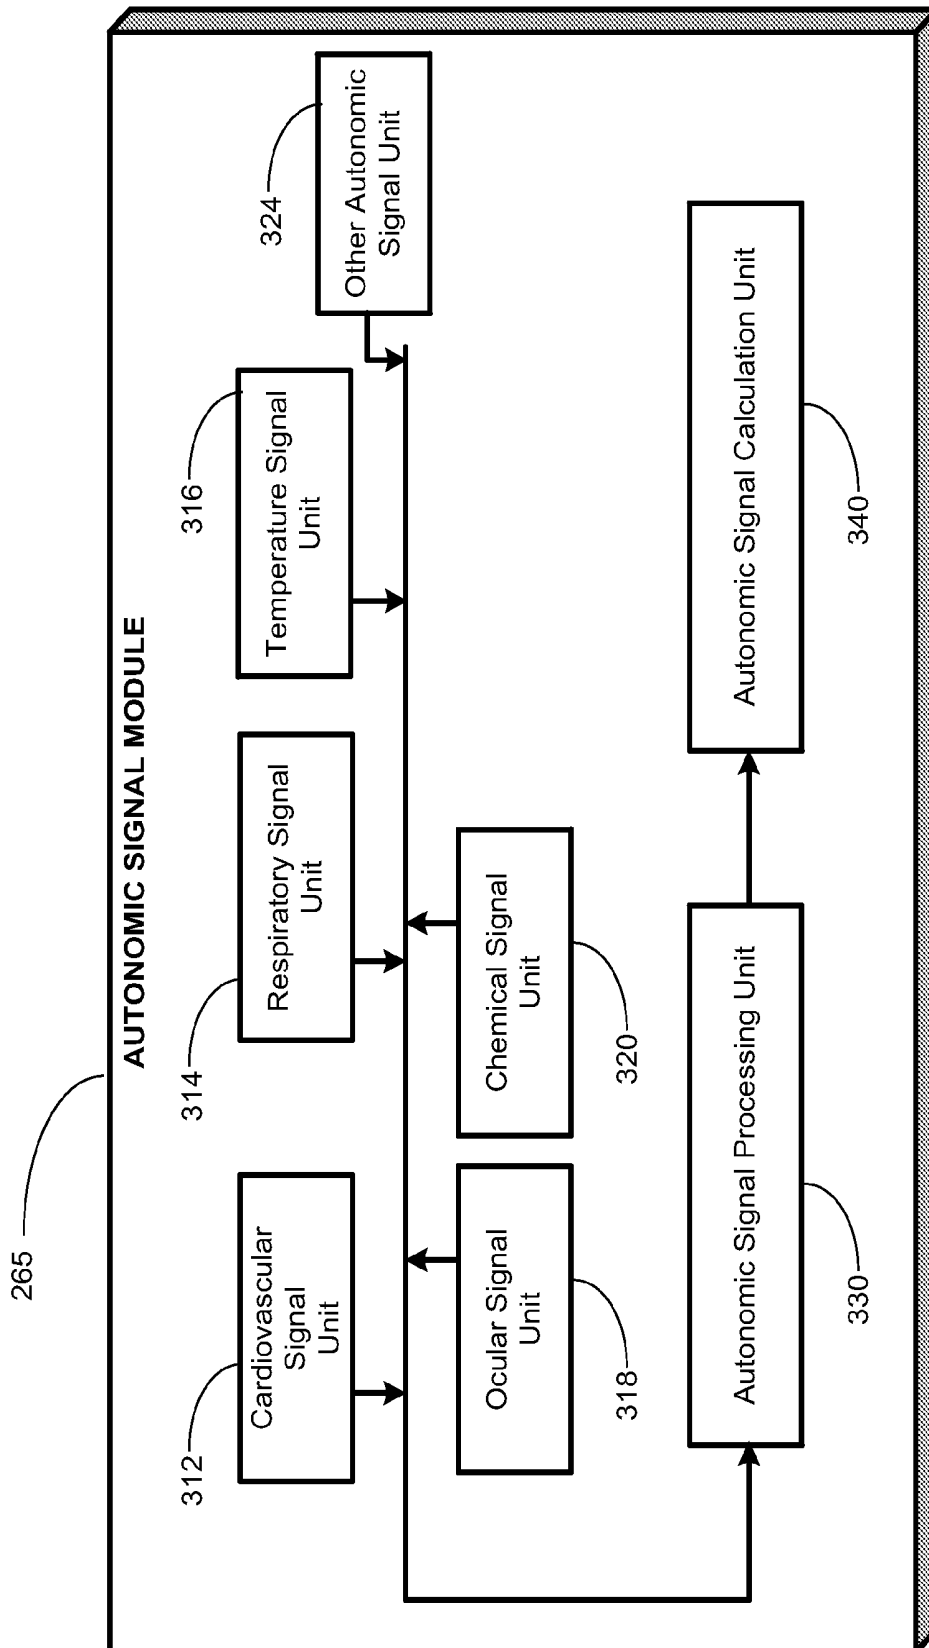 265
AUTONOMIC SIGNAL MODULE
312
Cardiovascular
Signal
Unit
314
Respiratory Signal
Unit
316
Temperature Signal
Unit
324
Other Autonomic
Signal Unit
Ocular Signal
Unit
318
Chemical Signal
Unit
320
Autonomic Signal Processing Unit
330
Autonomic Signal Calculation Unit
340